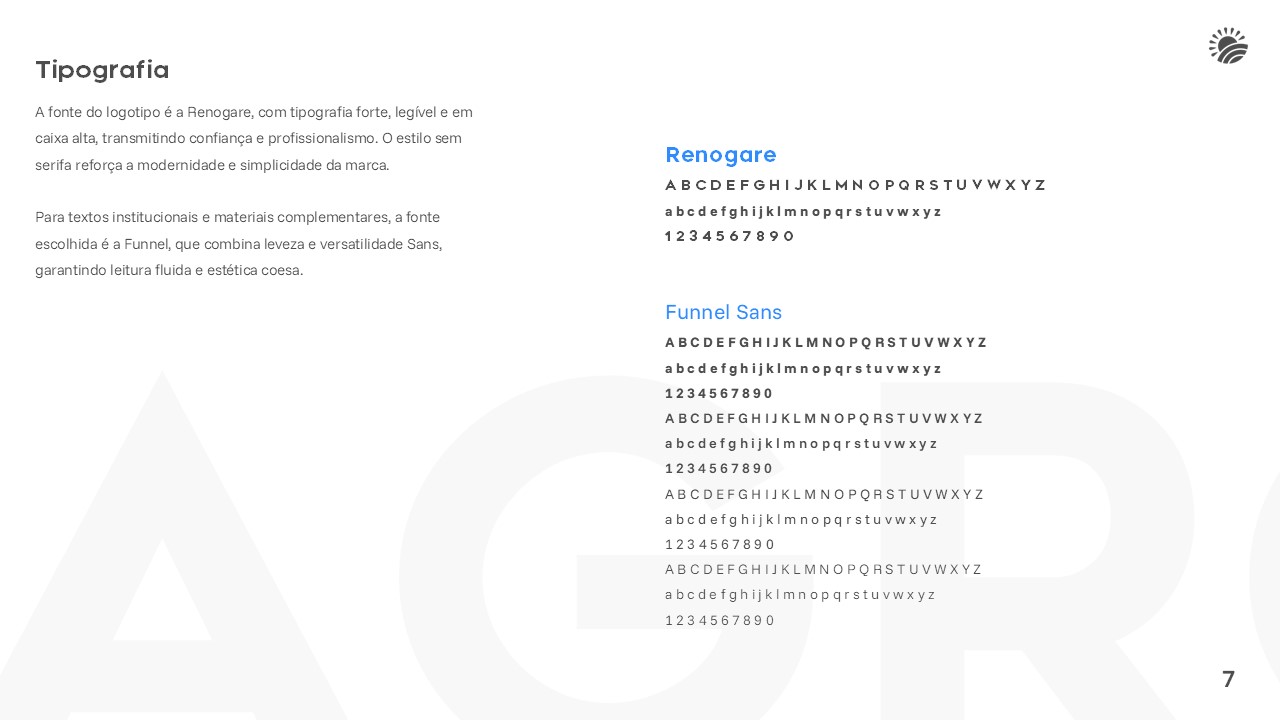 Tipografia
A fonte do logotipo é a Renogare, com tipografia forte, legível e em
caixa alta, transmitindo confiança e profissionalismo. O estilo sem
serifa reforça a modernidade e simplicidade da marca.
Para textos institucionais e materiais complementares, a fonte
escolhida é a Funnel, que combina leveza e versatilidade Sans,
garantindo leitura fluida e estética coesa.
Renogare
A B C D E F G H I J K L M N O P Q R S T U V W X Y Z
a b c d e f g h i j k l m n o p q r s t u v w x y z
1 2 3 4 5 6 7 8 9 0
Funnel Sans
A B C D E F G H I J K L M N O P Q R S T U V W X Y Z
a b c d e f g h i j k l m n o p q r s t u v w x y z
1 2 3 4 5 6 7 8 9 0
A B C D E F G H I J K L M N O P Q R S T U V W X Y Z
a b c d e f g h i j k l m n o p q r s t u v w x y z
1 2 3 4 5 6 7 8 9 0
A B C D E F G H I J K L M N O P Q R S T U V W X Y Z
a b c d e f g h i j k l m n o p q r s t u v w x y z
1 2 3 4 5 6 7 8 9 0
A B C D E F G H I J K L M N O P Q R S T U V W X Y Z
a b c d e f g h i j k l m n o p q r s t u v w x y z
1 2 3 4 5 6 7 8 9 0
AGRO
7